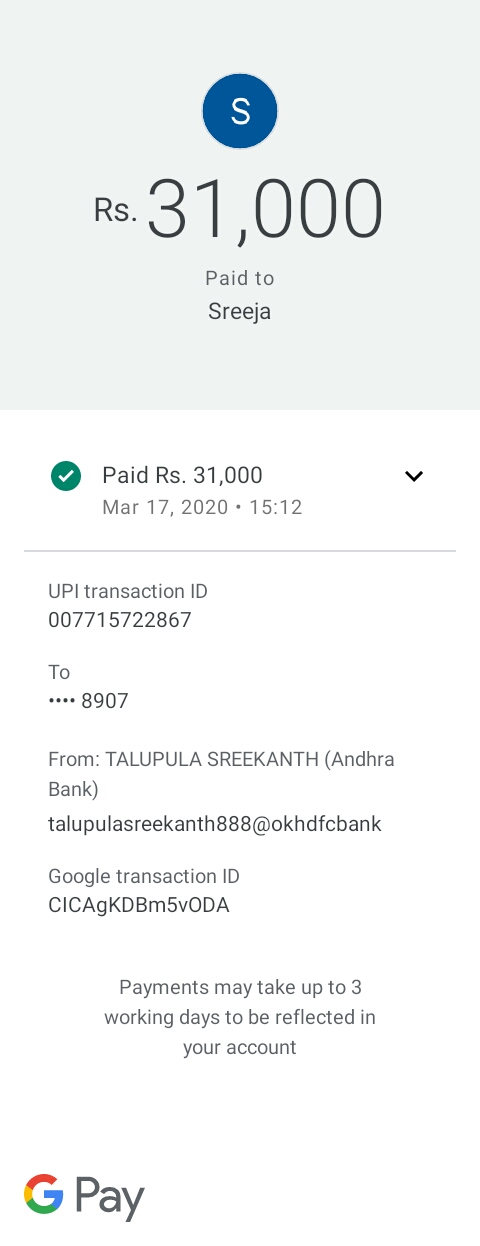 S
Rs. 31,000
Paid to
Sreeja
Paid Rs. 31,000
Mar 17, 2020 • 15:12
UPI transaction ID
007715722867
To
•••• 8907
From: TALUPULA SREEKANTH (Andhra
Bank)
talupulasreekanth888@okhdfcbank
Google transaction ID
CICAgKDBm5vODA
Payments may take up to 3
working days to be reflected in
your account
G Pay